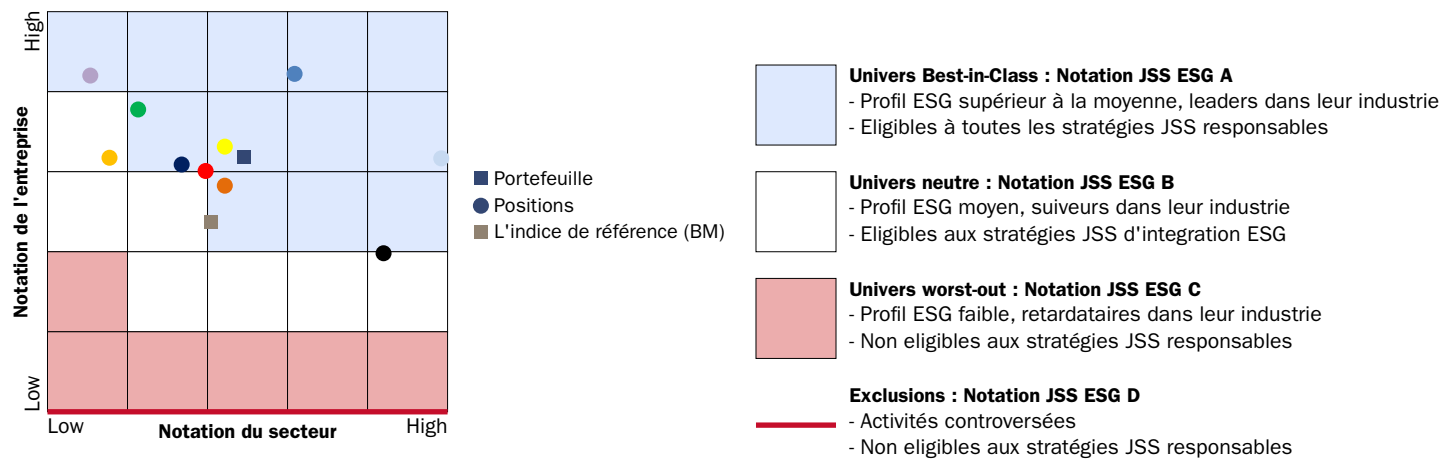 High
Notation de l'entreprise
Low
Low
Notation du secteur
High
Portefeuille
Positions
L'indice de référence (BM)
Univers Best-in-Class : Notation JSS ESG A
- Profil ESG supérieur à la moyenne, leaders dans leur industrie
- Eligibles à toutes les stratégies JSS responsables
Univers neutre : Notation JSS ESG B
- Profil ESG moyen, suiveurs dans leur industrie
- Eligibles aux stratégies JSS d'integration ESG
Univers worst-out : Notation JSS ESG C
- Profil ESG faible, retardataires dans leur industrie
- Non eligibles aux stratégies JSS responsables
Exclusions : Notation JSS ESG D
- Activités controversées
- Non eligibles aux stratégies JSS responsables